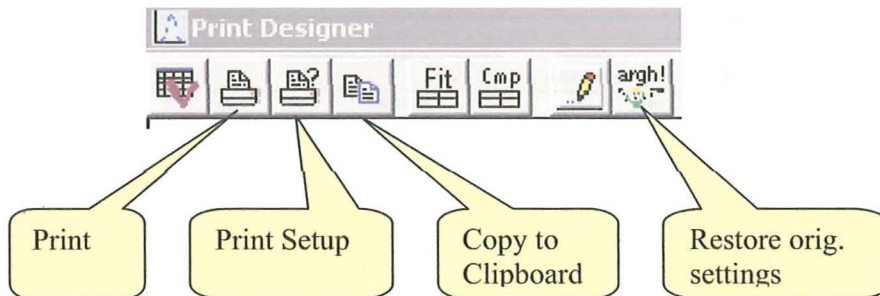 Print Designer
Fit Cmp argh!
?
Print
Print Setup
Copy to
Clipboard
Restore orig.
settings